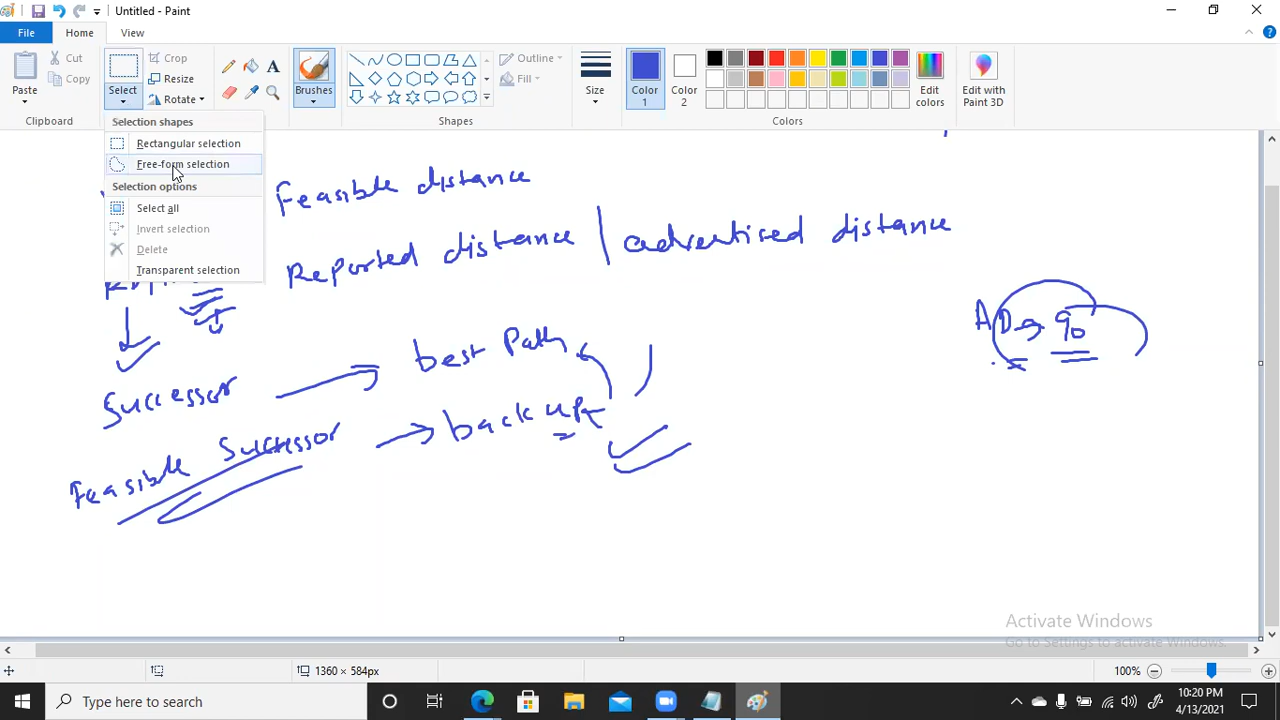 Untitled - Paint
File
Home
View
Paste
Cut
Copy
Clipboard
Select
Crop
Resize
Rotate
Brushes
Outline
Fill
Shapes
Size
Color 1
Color 2
Edit colors
Edit with Paint 3D
Colors
Selection shapes
Rectangular selection
Free-form selection
Selection options
Select all
Invert selection
Delete
Transparent selection
Feasible distance
Reported distance | advertised distance
AD → 90
Successor → best Path
Feasible Successor → back up
Activate Windows
Go to Settings to activate Windows.
1360 × 584px
100%
Type here to search
10:20 PM
4/13/2021